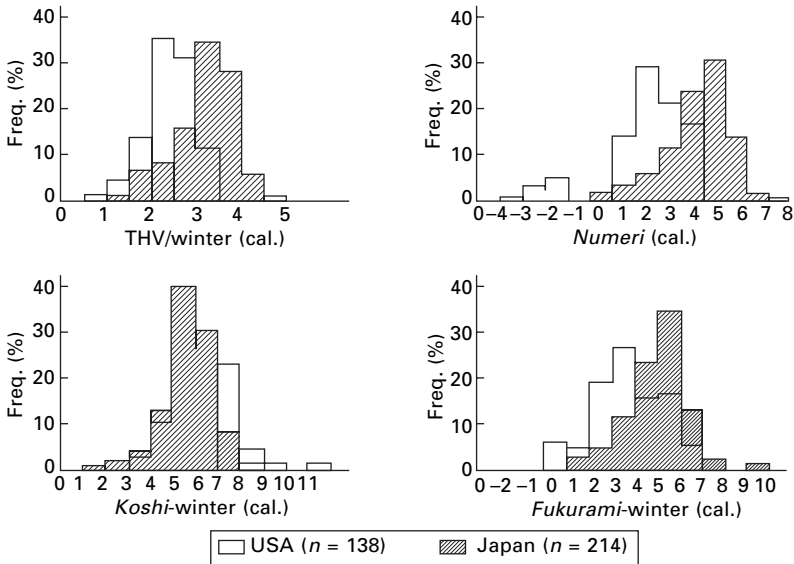 40
30
20
10
0
Freq. (%)
0 1 2 3 4 5
THV/winter (cal.)
40
30
20
10
0
Freq. (%)
0 –4 –3 –2 –1 0 1 2 3 4 5 6 7 8
Numeri (cal.)
40
30
20
10
0
Freq. (%)
0 1 2 3 4 5 6 7 8 9 10 11
Koshi-winter (cal.)
40
30
20
10
0
Freq. (%)
0 –2 –1 0 1 2 3 4 5 6 7 8 9 10
Fukurami-winter (cal.)
USA (n = 138) Japan (n = 214)